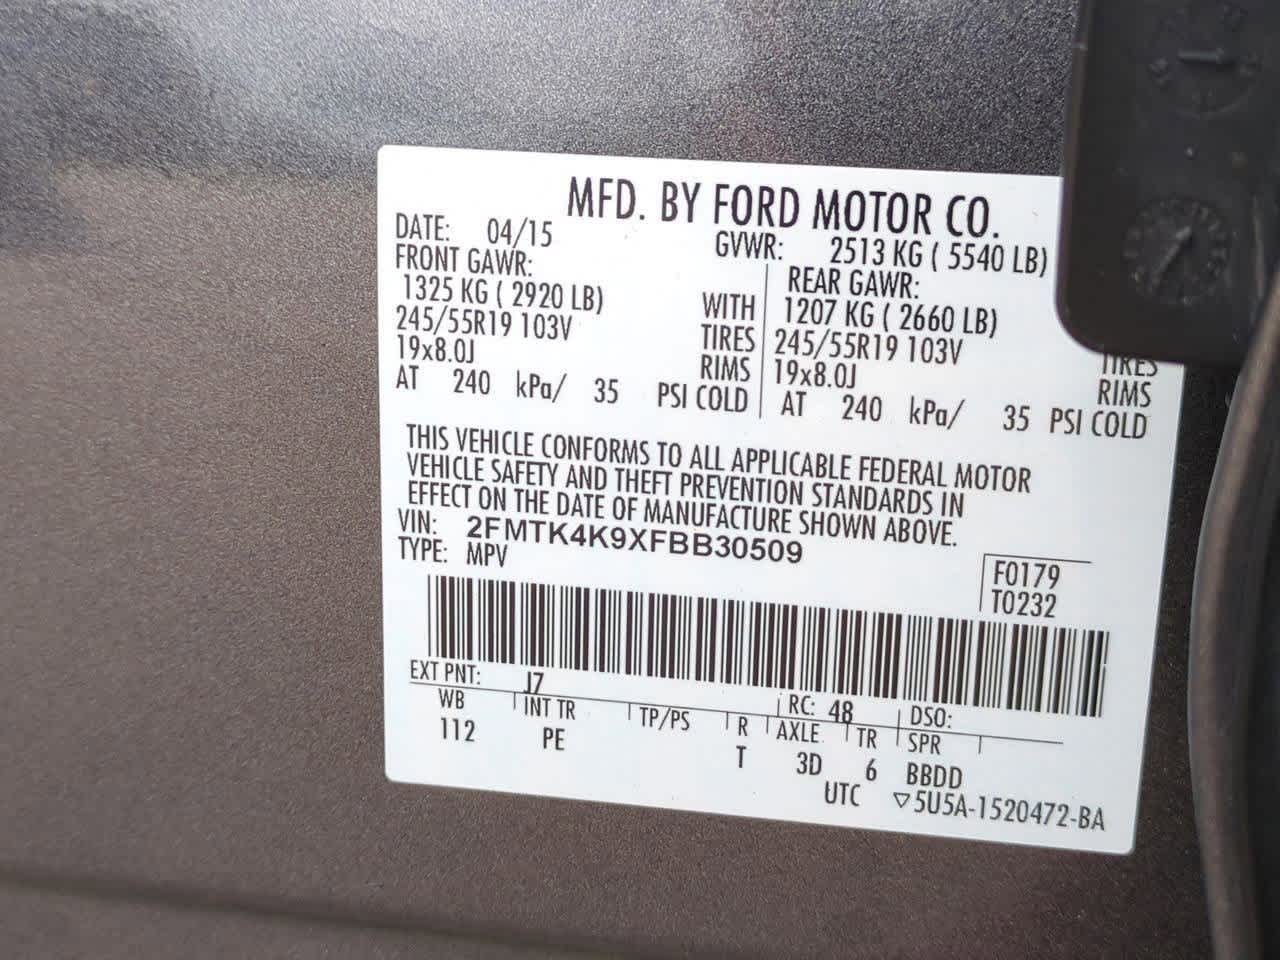 MFD. BY FORD MOTOR CO.
DATE: 04/15 GVWR: 2513 KG ( 5540 LB)
FRONT GAWR: REAR GAWR:
1325 KG ( 2920 LB) WITH 1207 KG ( 2660 LB)
245/55R19 103V TIRES 245/55R19 103V TIRES
19x8.0J RIMS 19x8.0J RIMS
AT 240 kPa/ 35 PSI COLD AT 240 kPa/ 35 PSI COLD
THIS VEHICLE CONFORMS TO ALL APPLICABLE FEDERAL MOTOR
VEHICLE SAFETY AND THEFT PREVENTION STANDARDS IN
EFFECT ON THE DATE OF MANUFACTURE SHOWN ABOVE.
VIN: 2FMTK4K9XFBB30509
TYPE: MPV
F0179
T0232
EXT PNT: J7 RC: 48 DSO:
WB INT TR TP/PS R AXLE TR SPR
112 PE T 3D 6 BBDD
UTC ▽5U5A-1520472-BA